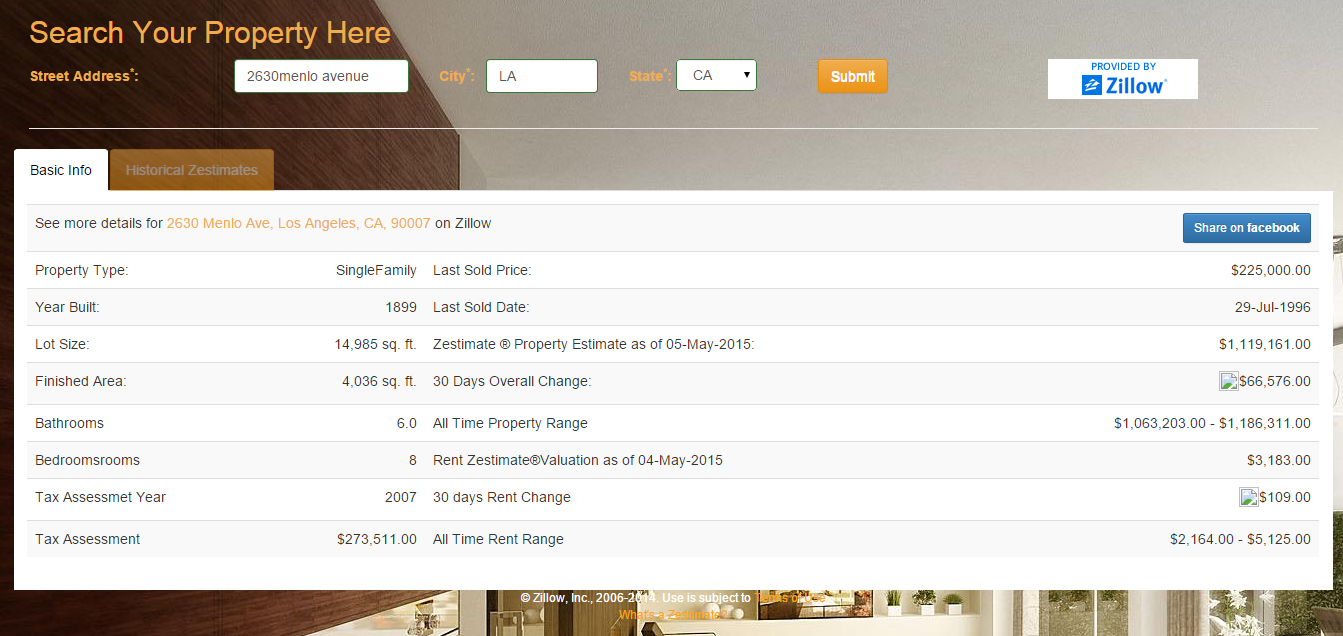 Search Your Property Here
Street Address*: 2630menlo avenue City*: LA State*: CA Submit
PROVIDED BY
Zillow®
Basic Info Historical Zestimates
See more details for 2630 Menlo Ave, Los Angeles, CA, 90007 on Zillow Share on facebook
Property Type: SingleFamily Last Sold Price: $225,000.00
Year Built: 1899 Last Sold Date: 29-Jul-1996
Lot Size: 14,985 sq. ft. Zestimate ® Property Estimate as of 05-May-2015: $1,119,161.00
Finished Area: 4,036 sq. ft. 30 Days Overall Change: $66,576.00
Bathrooms 6.0 All Time Property Range $1,063,203.00 - $1,186,311.00
Bedroomsrooms 8 Rent Zestimate®Valuation as of 04-May-2015 $3,183.00
Tax Assessmet Year 2007 30 days Rent Change $109.00
Tax Assessment $273,511.00 All Time Rent Range $2,164.00 - $5,125.00
© Zillow, Inc., 2006-2014. Use is subject to Terms of Use
What's a Zestimate?